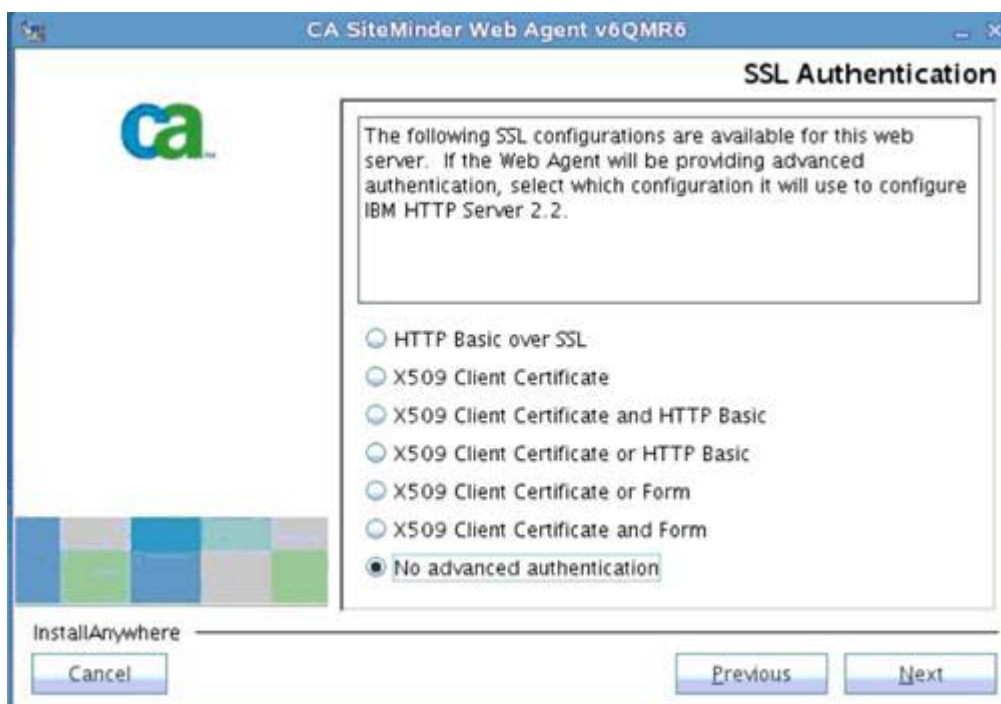 CA SiteMinder Web Agent v6QMR6
SSL Authentication
ca
The following SSL configurations are available for this web
server. If the Web Agent will be providing advanced
authentication, select which configuration it will use to configure
IBM HTTP Server 2.2.
HTTP Basic over SSL
X509 Client Certificate
X509 Client Certificate and HTTP Basic
X509 Client Certificate or HTTP Basic
X509 Client Certificate or Form
X509 Client Certificate and Form
No advanced authentication
InstallAnywhere
Cancel
Previous
Next